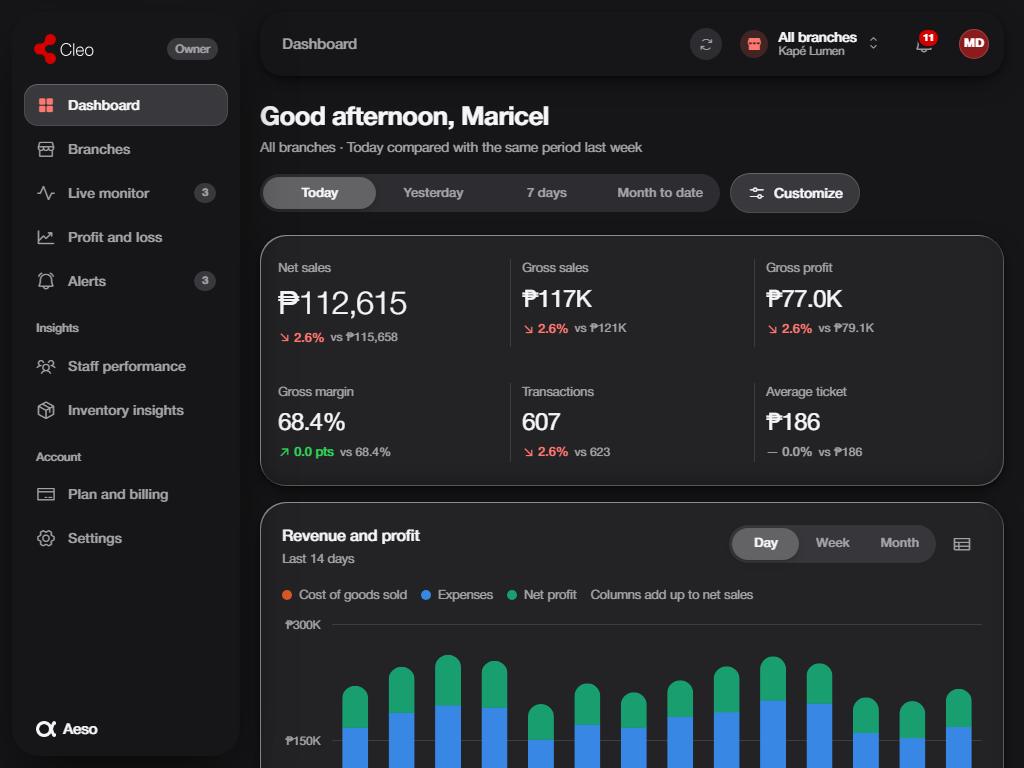 Cleo
Owner
Dashboard
Branches
Live monitor 3
Profit and loss
Alerts 3
Insights
Staff performance
Inventory insights
Account
Plan and billing
Settings
Aeso
Dashboard
All branches
Kapé Lumen
11
MD
Good afternoon, Maricel
All branches · Today compared with the same period last week
Today Yesterday 7 days Month to date Customize
Net sales
₱112,615
↘ 2.6% vs ₱115,658
Gross sales
₱117K
↘ 2.6% vs ₱121K
Gross profit
₱77.0K
↘ 2.6% vs ₱79.1K
Gross margin
68.4%
↗ 0.0 pts vs 68.4%
Transactions
607
↘ 2.6% vs 623
Average ticket
₱186
— 0.0% vs ₱186
Revenue and profit
Last 14 days
Day Week Month
Cost of goods sold Expenses Net profit Columns add up to net sales
₱300K
₱150K